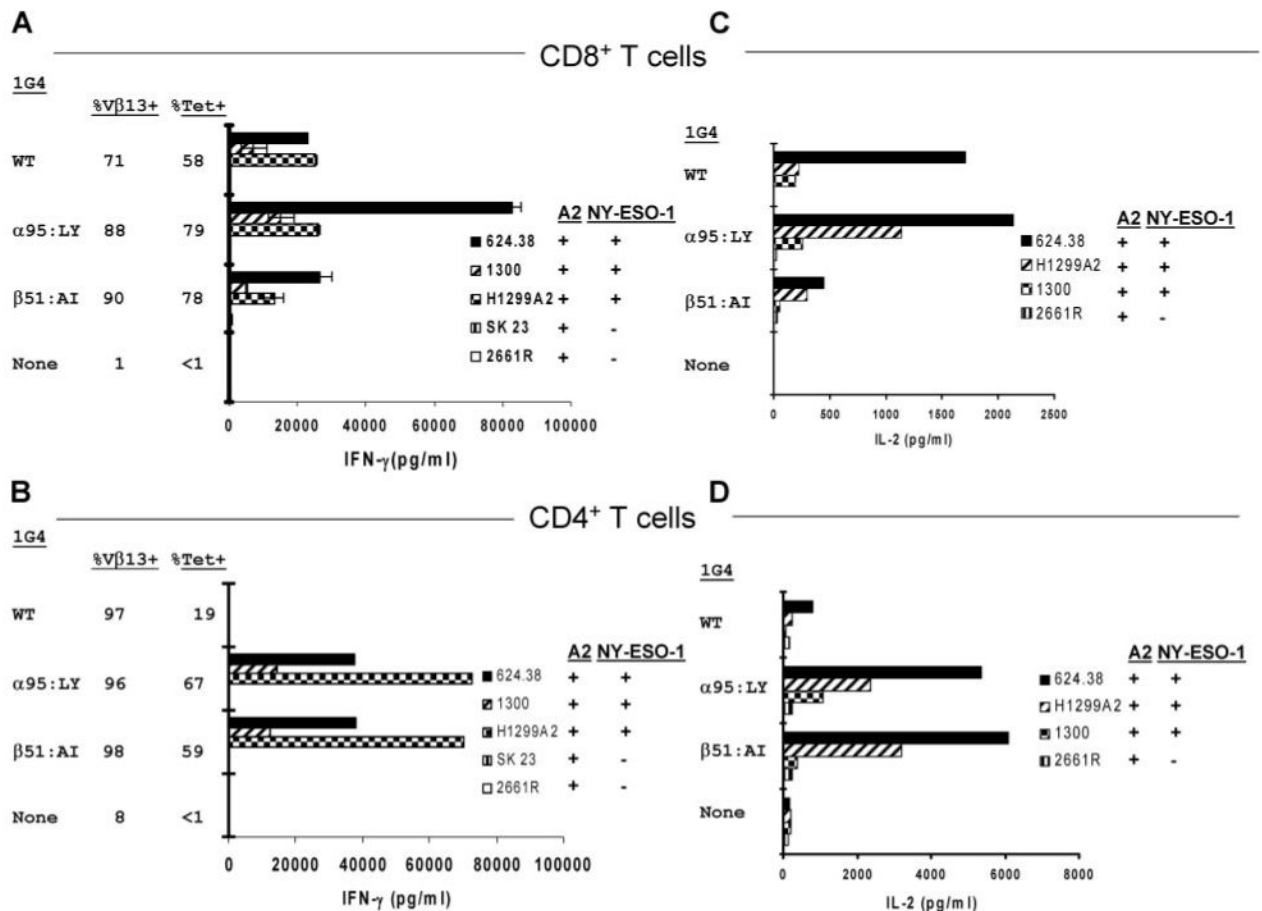 A
C
CD8+ T cells
1G4
%Vβ13+ %Tet+
WT 71 58
α95:LY 88 79
β51:AI 90 78
None 1 <1
A2 NY-ESO-1
624.38 + +
1300 + +
H1299A2 + +
SK 23 + -
2661R + -
0 20000 40000 60000 80000 100000
IFN-γ(pg/ml)
1G4
WT
α95:LY
β51:AI
None
A2 NY-ESO-1
624.38 + +
H1299A2 + +
1300 + +
2661R + -
0 500 1000 1500 2000 2500
IL-2 (pg/ml)
B
D
CD4+ T cells
1G4
%Vβ13+ %Tet+
WT 97 19
α95:LY 96 67
β51:AI 98 59
None 8 <1
A2 NY-ESO-1
624.38 + +
1300 + +
H1299A2 + +
SK 23 + -
2661R + -
0 20000 40000 60000 80000 100000
IFN-γ (pg/ml)
1G4
WT
α95:LY
β51:AI
None
A2 NY-ESO-1
624.38 + +
H1299A2 + +
1300 + +
2661R + -
0 2000 4000 6000 8000
IL-2 (pg/ml)